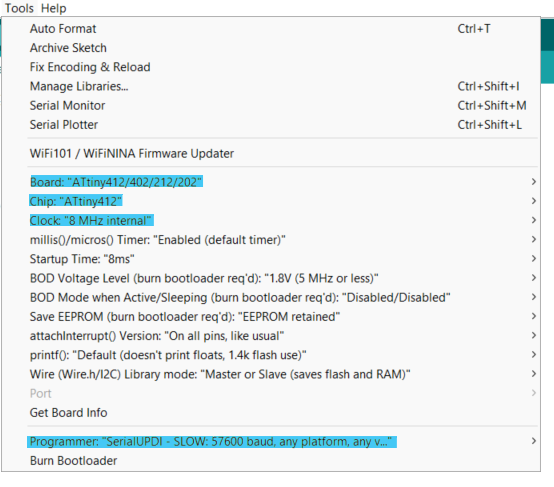 Tools Help
Auto Format Ctrl+T
Archive Sketch
Fix Encoding & Reload
Manage Libraries... Ctrl+Shift+I
Serial Monitor Ctrl+Shift+M
Serial Plotter Ctrl+Shift+L
WiFi101 / WiFiNINA Firmware Updater
Board: "ATtiny412/402/212/202"
Chip: "ATtiny412"
Clock: "8 MHz internal"
millis()/micros() Timer: "Enabled (default timer)"
Startup Time: "8ms"
BOD Voltage Level (burn bootloader req'd): "1.8V (5 MHz or less)"
BOD Mode when Active/Sleeping (burn bootloader req'd): "Disabled/Disabled"
Save EEPROM (burn bootloader req'd): "EEPROM retained"
attachInterrupt() Version: "On all pins, like usual"
printf(): "Default (doesn't print floats, 1.4k flash use)"
Wire (Wire.h/I2C) Library mode: "Master or Slave (saves flash and RAM)"
Port
Get Board Info
Programmer: "SerialUPDI - SLOW: 57600 baud, any platform, any v..."
Burn Bootloader